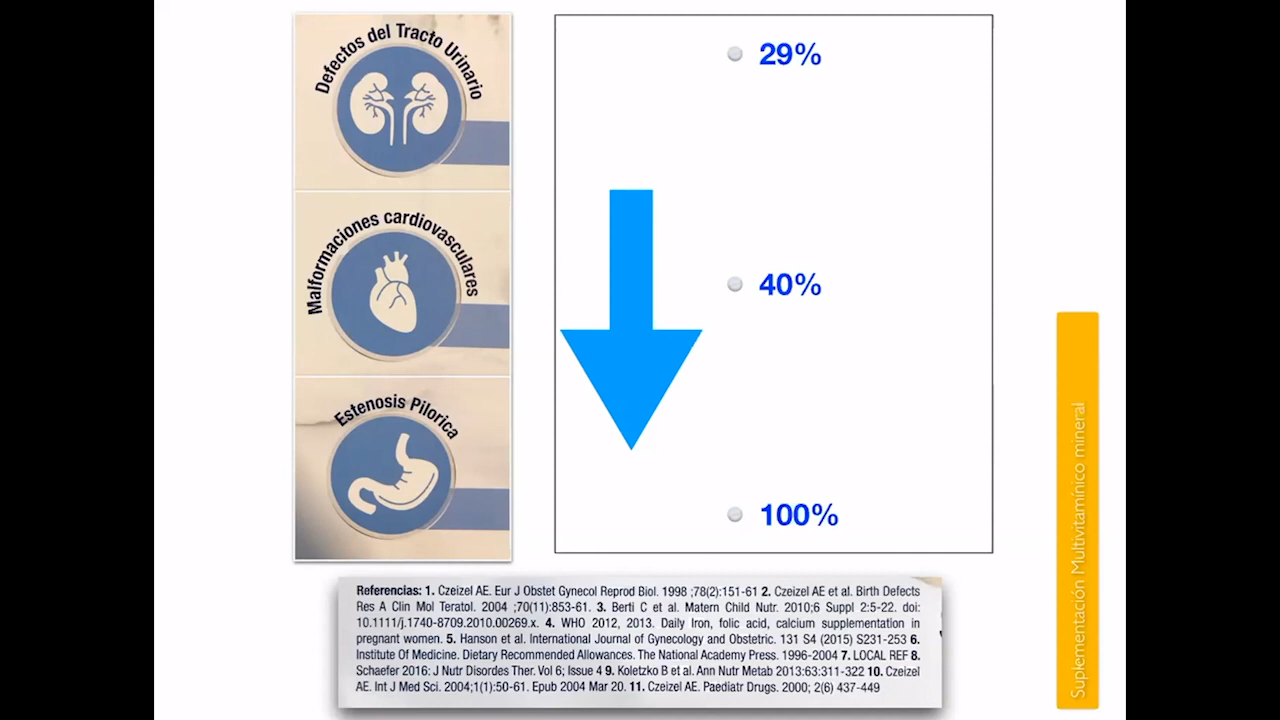 Defectos del Tracto Urinario
29%
Malformaciones cardiovasculares
40%
Estenosis Pilorica
100%
Referencias: 1. Czeizel AE. Eur J Obstet Gynecol Reprod Biol. 1998 ;78(2):151-61 2. Czeizel AE et al. Birth Defects
Res A Clin Mol Teratol. 2004 ;70(11):853-61. 3. Berti C et al. Matern Child Nutr. 2010;6 Suppl 2:5-22. doi:
10.1111/j.1740-8709.2010.00269.x. 4. WHO 2012, 2013. Daily Iron, folic acid, calcium supplementation in
pregnant women. 5. Hanson et al. International Journal of Gynecology and Obstetric. 131 S4 (2015) S231-253 6.
Institute Of Medicine. Dietary Recommended Allowances. The National Academy Press. 1996-2004 7. LOCAL REF 8.
Schaefer 2016: J Nutr Disordes Ther. Vol 6; Issue 4 9. Koletzko B et al. Ann Nutr Metab 2013:63:311-322 10. Czeizel
AE. Int J Med Sci. 2004;1(1):50-61. Epub 2004 Mar 20. 11. Czeizel AE. Paediatr Drugs. 2000; 2(6) 437-449
Suplementación Multivitamínico mineral